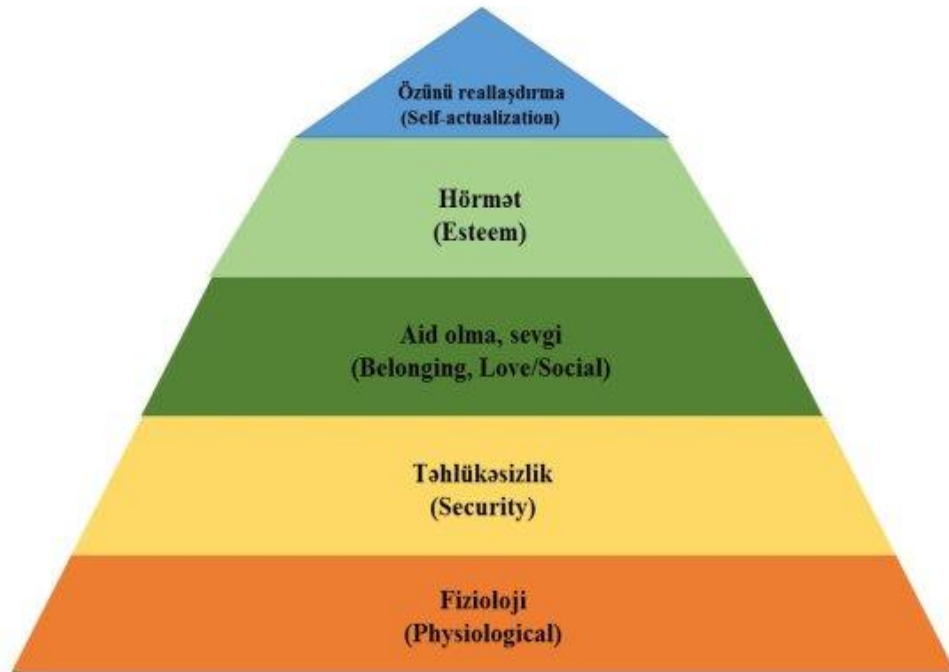 Özünü reallaşdırma
(Self-actualization)
Hörmət
(Esteem)
Aid olma, sevgi
(Belonging, Love/Social)
Təhlükəsizlik
(Security)
Fizioloji
(Physiological)